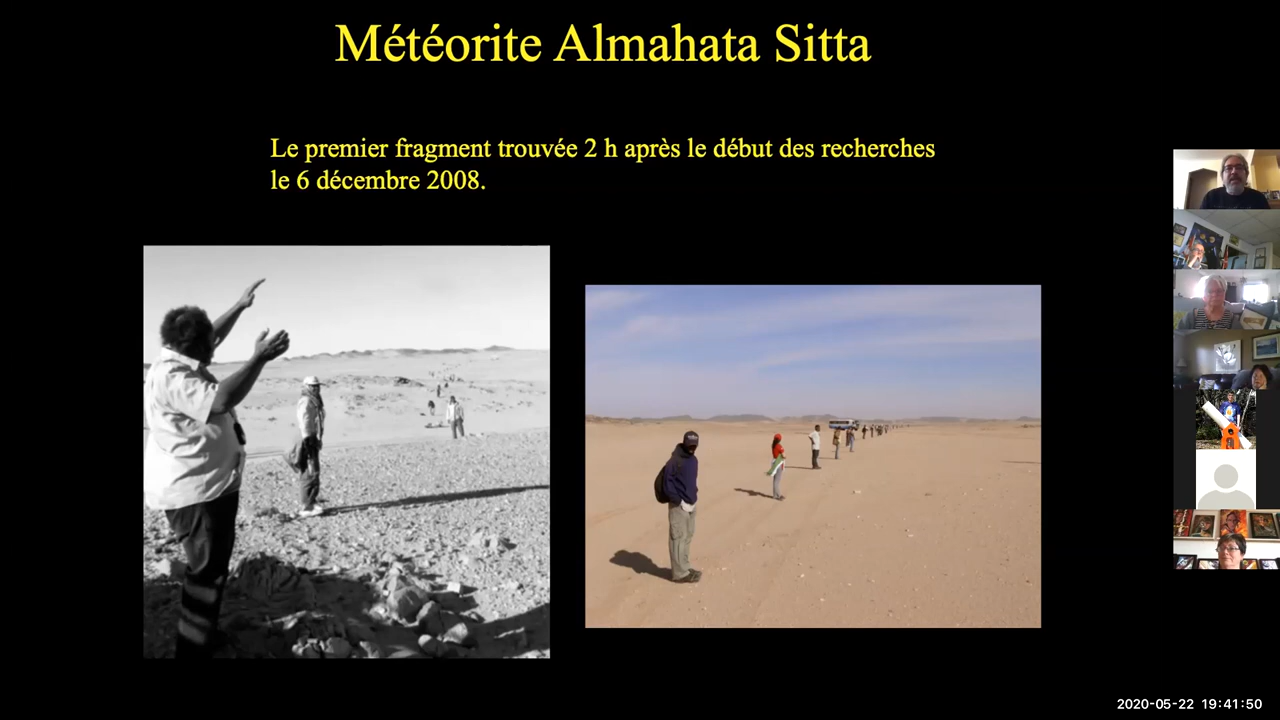 Météorite Almahata Sitta
Le premier fragment trouvée 2 h après le début des recherches
le 6 décembre 2008.
2020-05-22 19:41:50